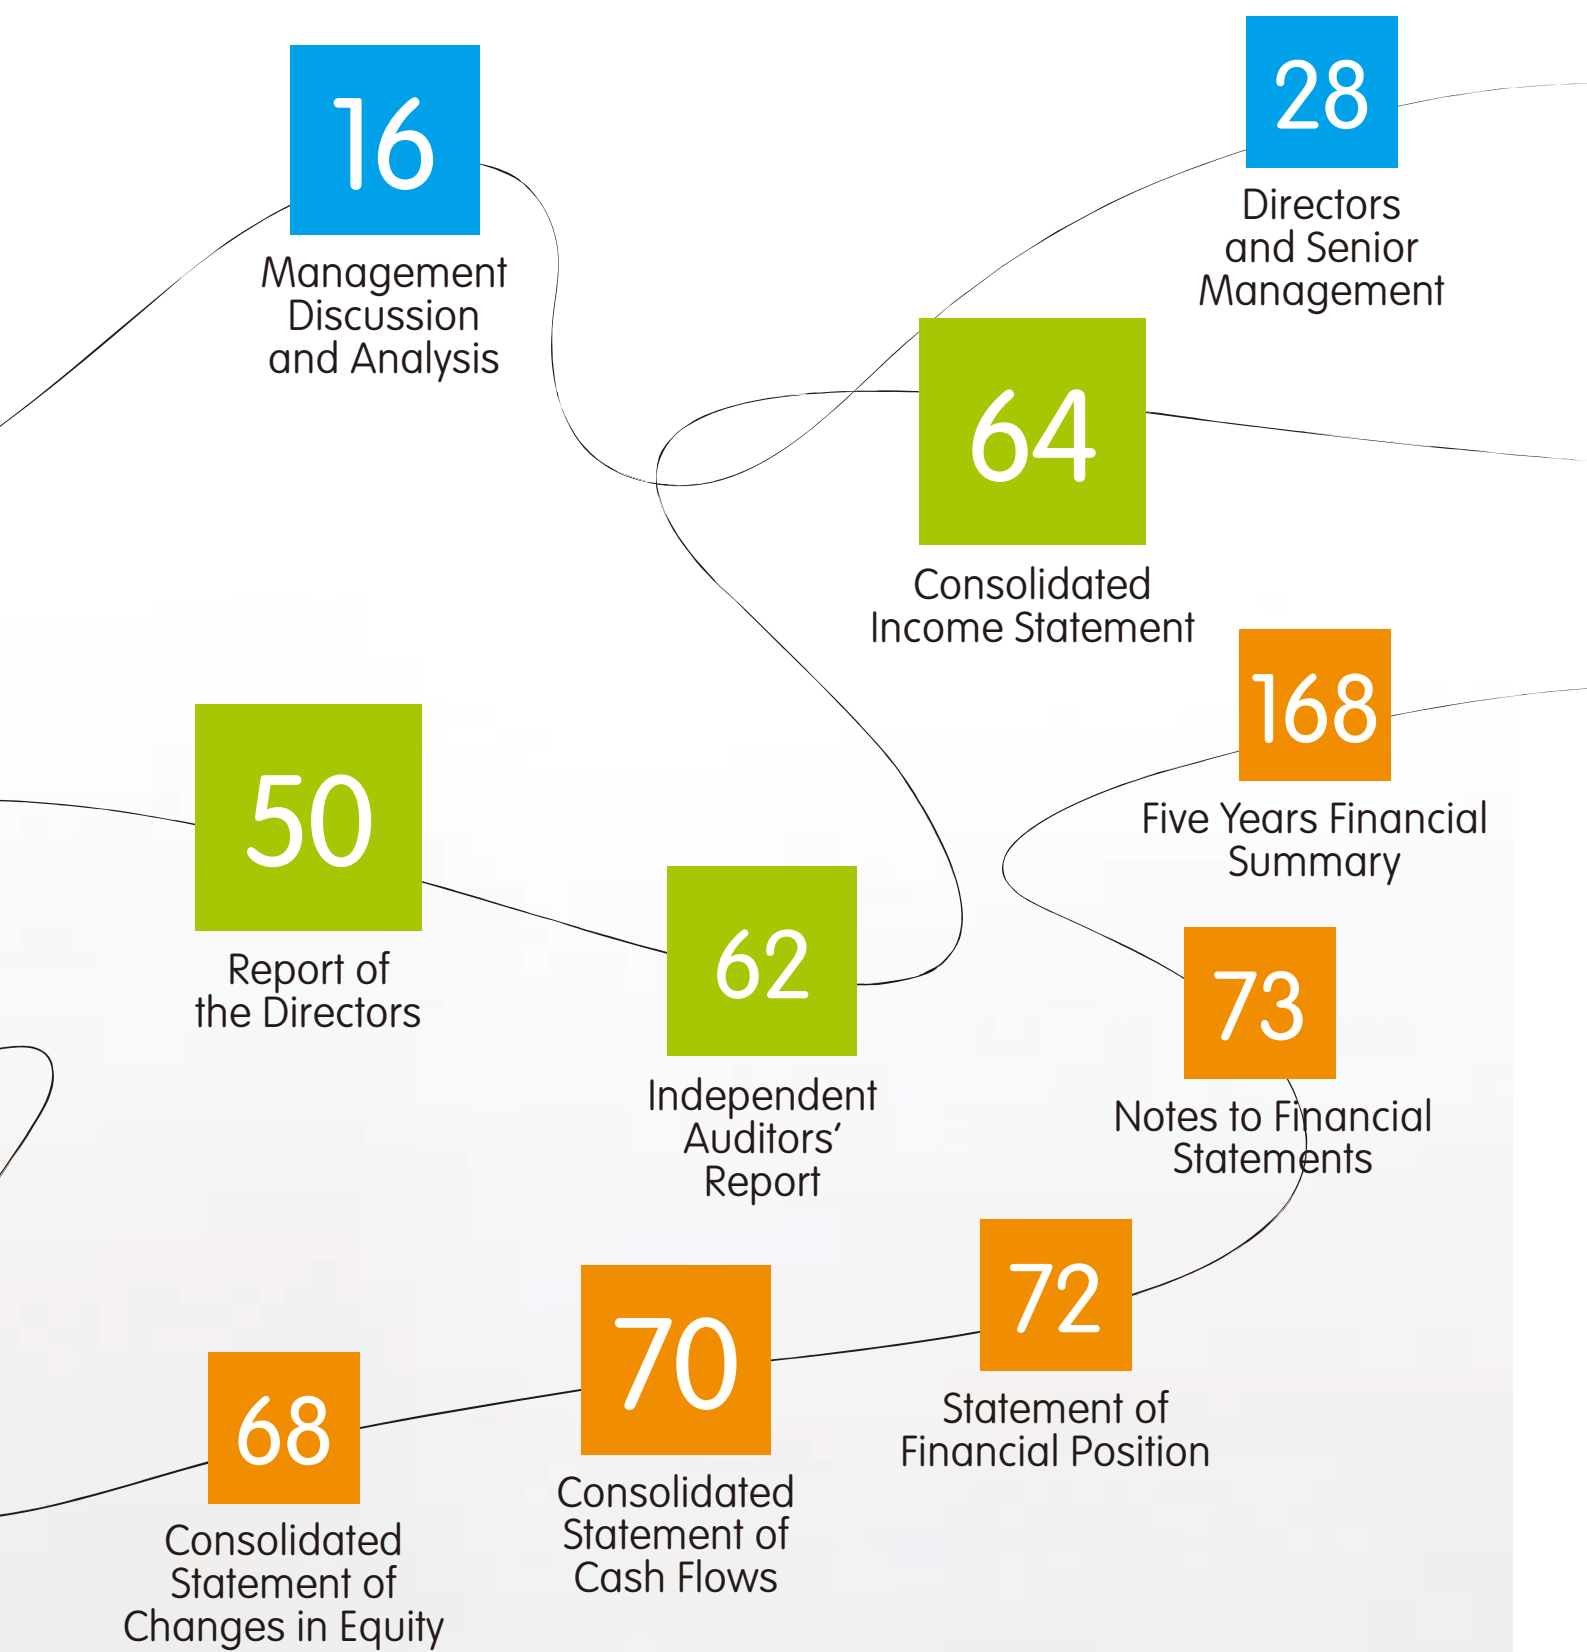 16
Management
Discussion
and Analysis
28
Directors
and Senior
Management
64
Consolidated
Income Statement
50
Report of
the Directors
62
Independent
Auditors’
Report
168
Five Years Financial
Summary
73
Notes to Financial
Statements
72
Statement of
Financial Position
70
Consolidated
Statement of
Cash Flows
68
Consolidated
Statement of
Changes in Equity